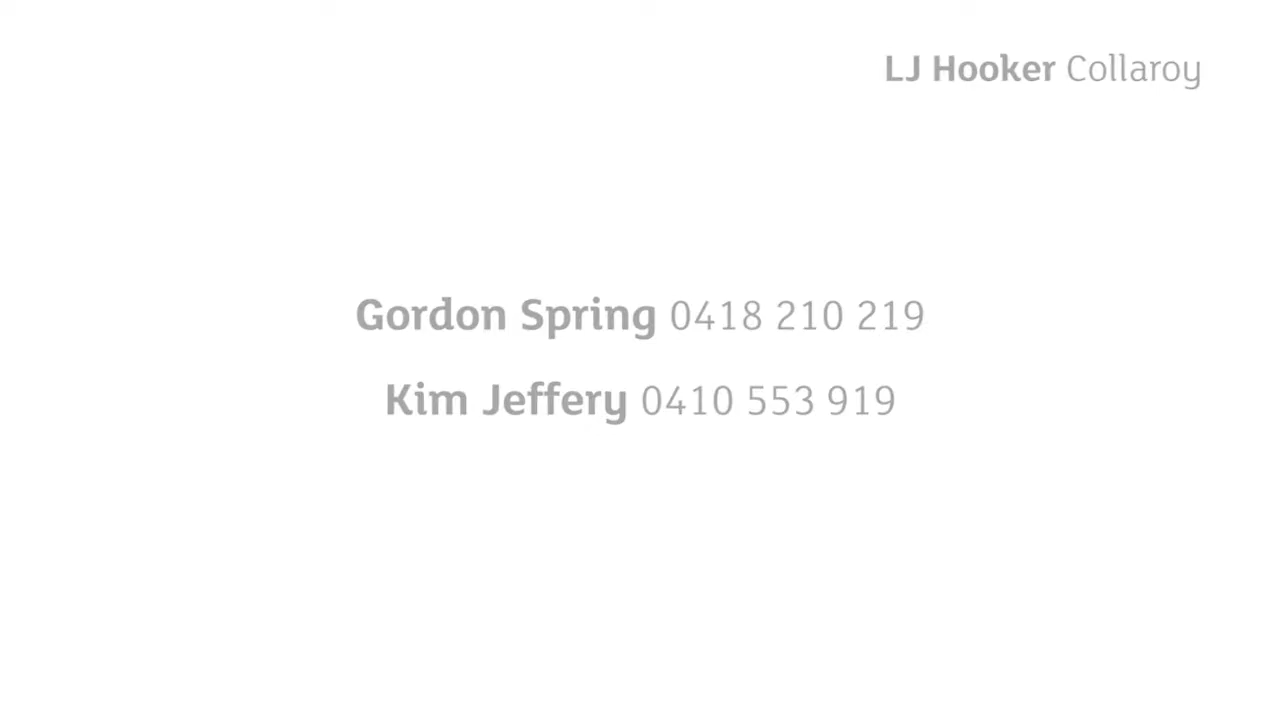 LJ Hooker Collaroy
Gordon Spring 0418 210 219
Kim Jeffery 0410 553 919